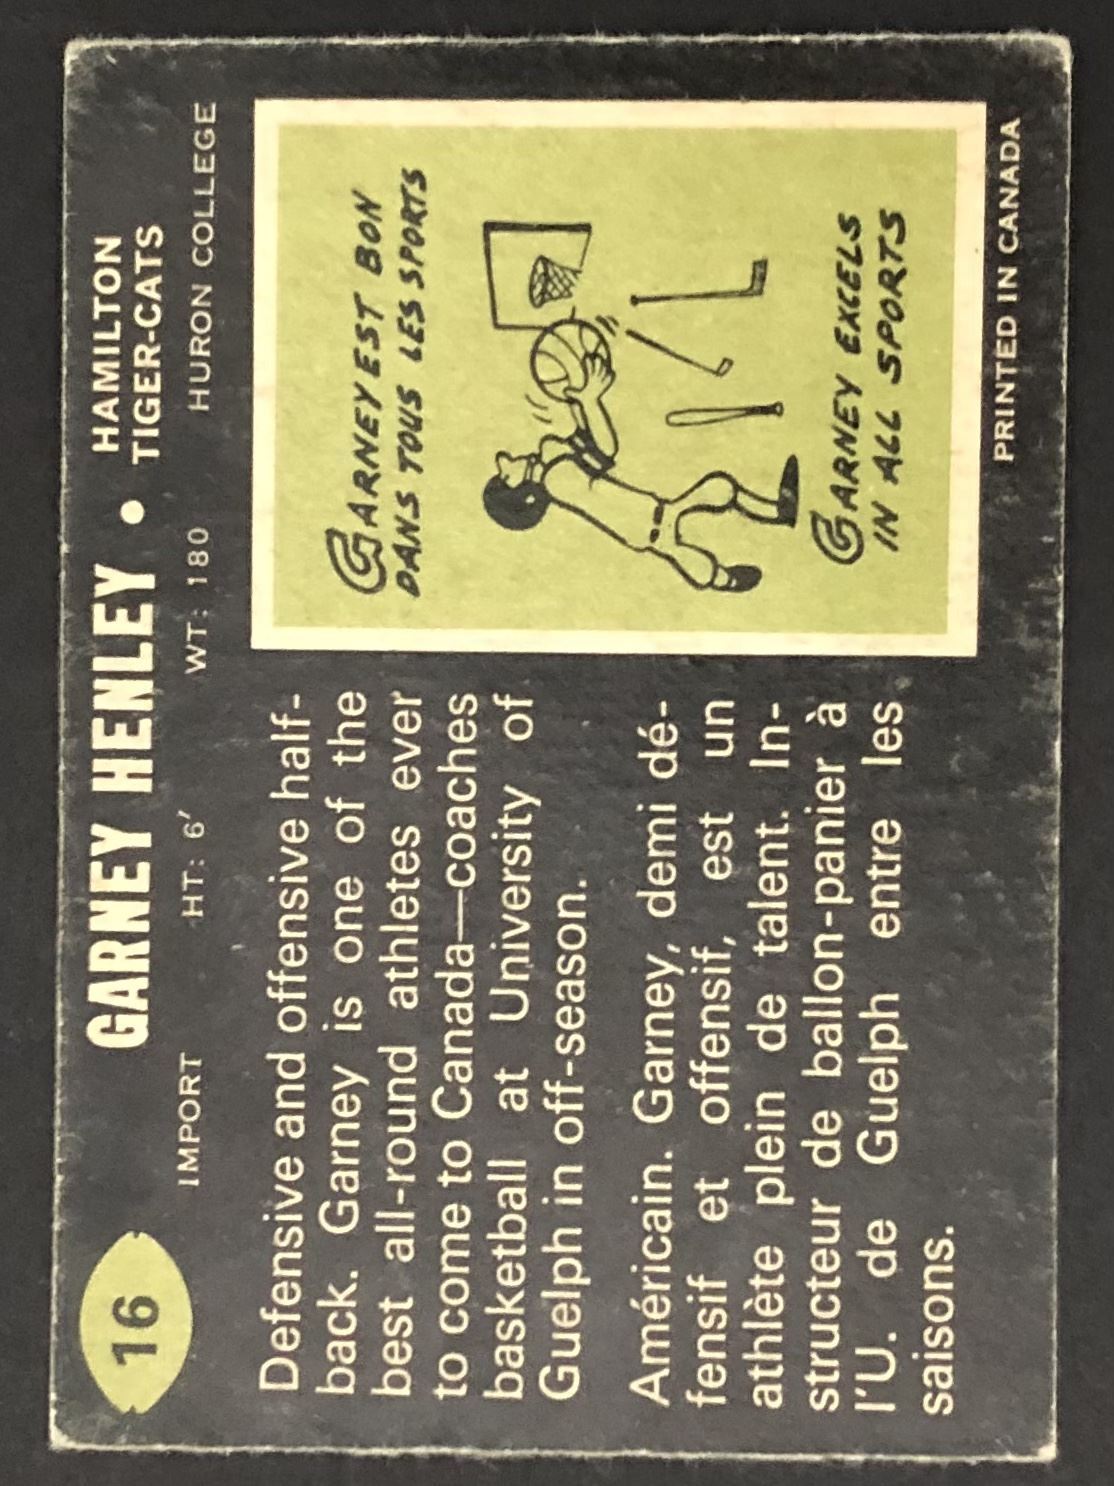 16
GARNEY HENLEY • HAMILTON
TIGER-CATS
IMPORT HT: 6' WT: 180 HURON COLLEGE
Defensive and offensive half-
back. Garney is one of the
best all-round athletes ever
to come to Canada—coaches
basketball at University of
Guelph in off-season.
Américain. Garney, demi dé-
fensif et offensif, est un
athlète plein de talent. In-
structeur de ballon-panier à
l'U. de Guelph entre les
saisons.
GARNEY EST BON
DANS TOUS LES SPORTS
GARNEY EXCELS
IN ALL SPORTS
PRINTED IN CANADA